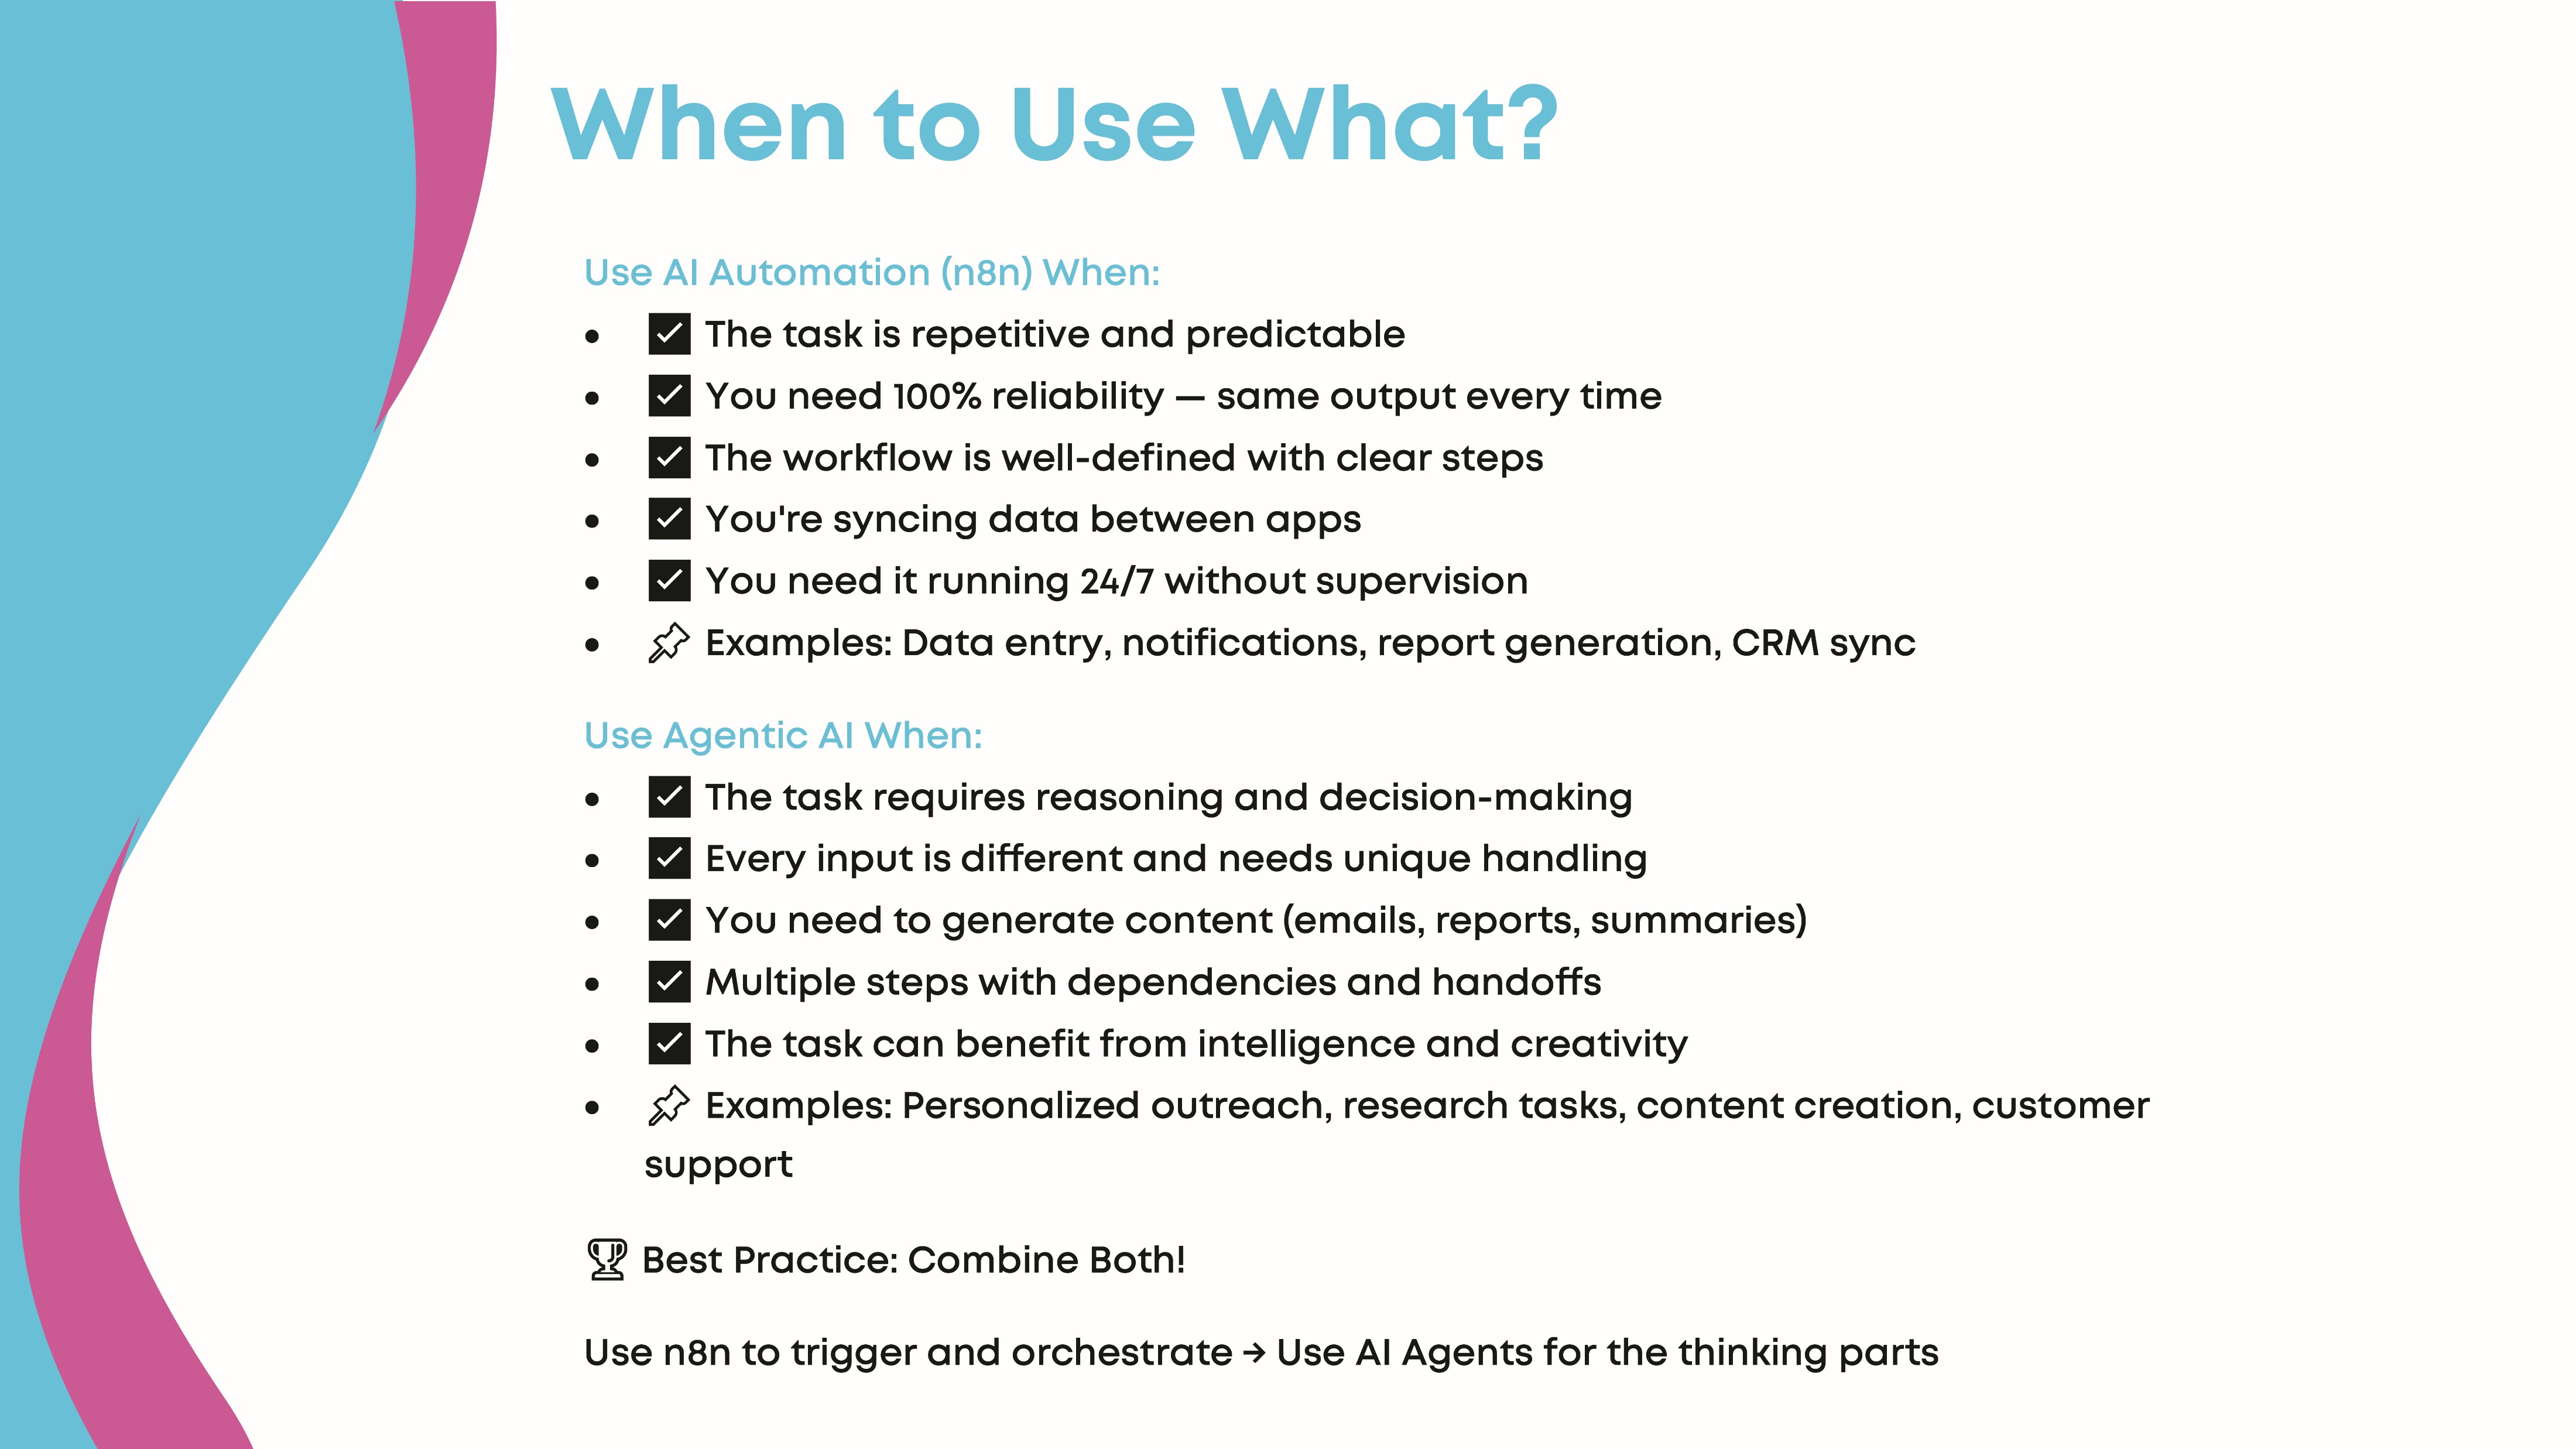 When to Use What?
Use AI Automation (n8n) When:
• ✅ The task is repetitive and predictable
• ✅ You need 100% reliability — same output every time
• ✅ The workflow is well-defined with clear steps
• ✅ You're syncing data between apps
• ✅ You need it running 24/7 without supervision
• 📌 Examples: Data entry, notifications, report generation, CRM sync
Use Agentic AI When:
• ✅ The task requires reasoning and decision-making
• ✅ Every input is different and needs unique handling
• ✅ You need to generate content (emails, reports, summaries)
• ✅ Multiple steps with dependencies and handoffs
• ✅ The task can benefit from intelligence and creativity
• 📌 Examples: Personalized outreach, research tasks, content creation, customer
support
🏆 Best Practice: Combine Both!
Use n8n to trigger and orchestrate → Use AI Agents for the thinking parts